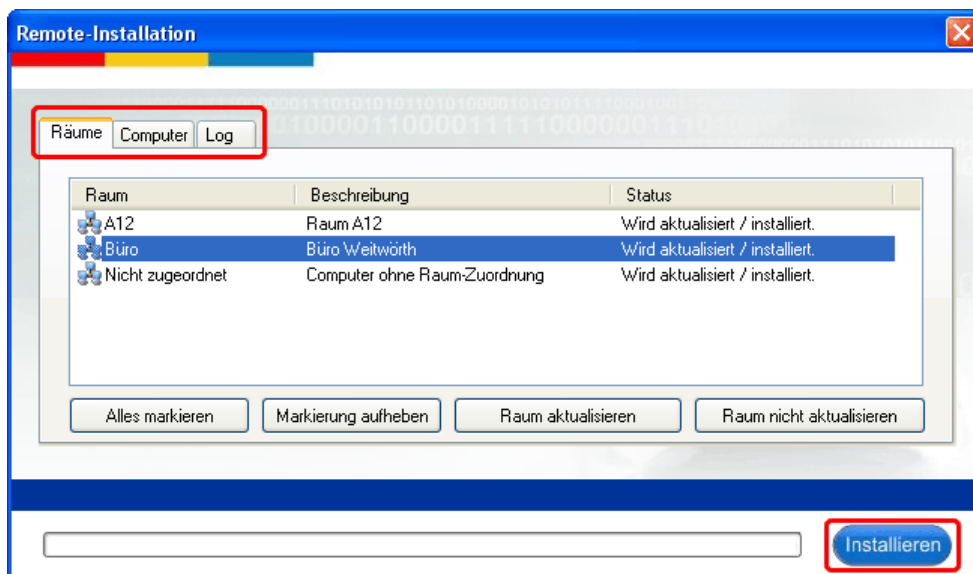 Remote-Installation
Räume Computer Log
Raum Beschreibung Status
A12 Raum A12 Wird aktualisiert / installiert.
Büro Büro Weitwörth Wird aktualisiert / installiert.
Nicht zugeordnet Computer ohne Raum-Zuordnung Wird aktualisiert / installiert.
Alles markieren Markierung aufheben Raum aktualisieren Raum nicht aktualisieren
Installieren